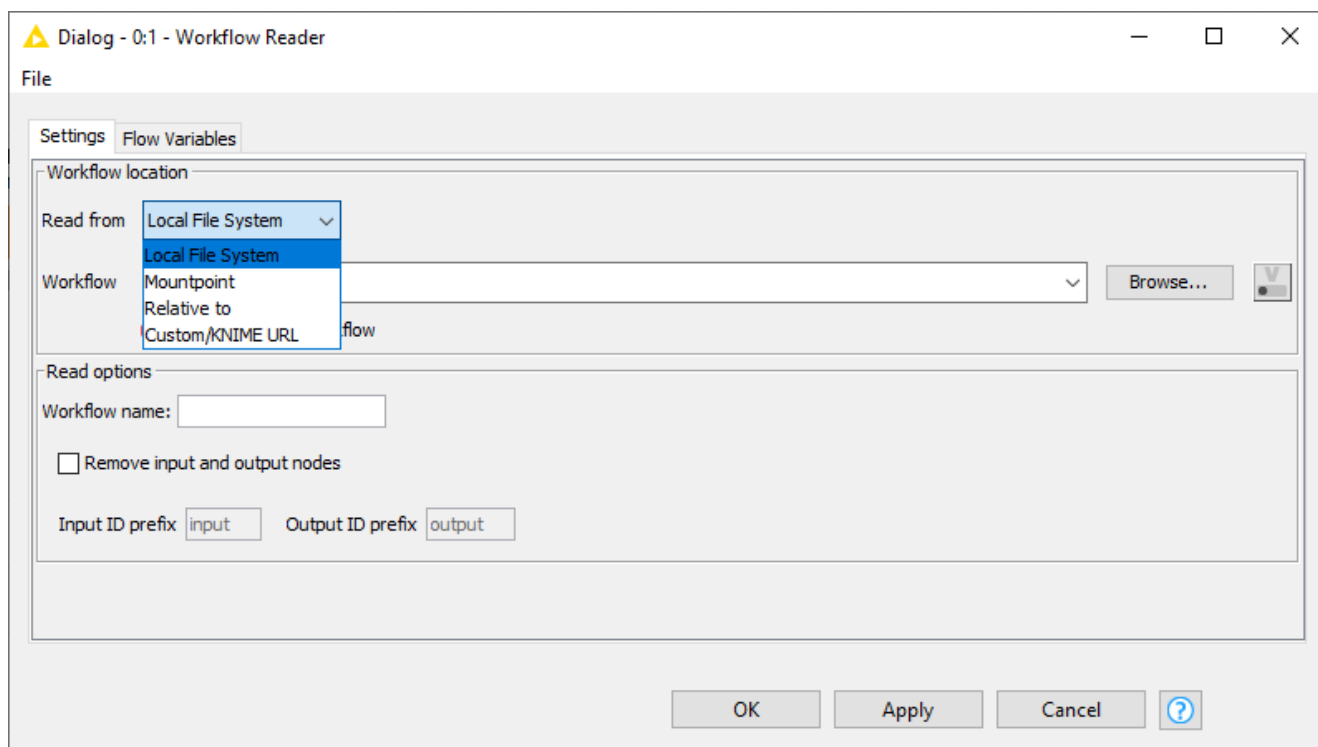 Dialog - 0:1 - Workflow Reader
File
Settings Flow Variables
Workflow location
Read from Local File System
Local File System
Workflow Mountpoint Browse... V
Relative to
Custom/KNIME URL flow
Read options
Workflow name:
Remove input and output nodes
Input ID prefix input Output ID prefix output
OK Apply Cancel ?